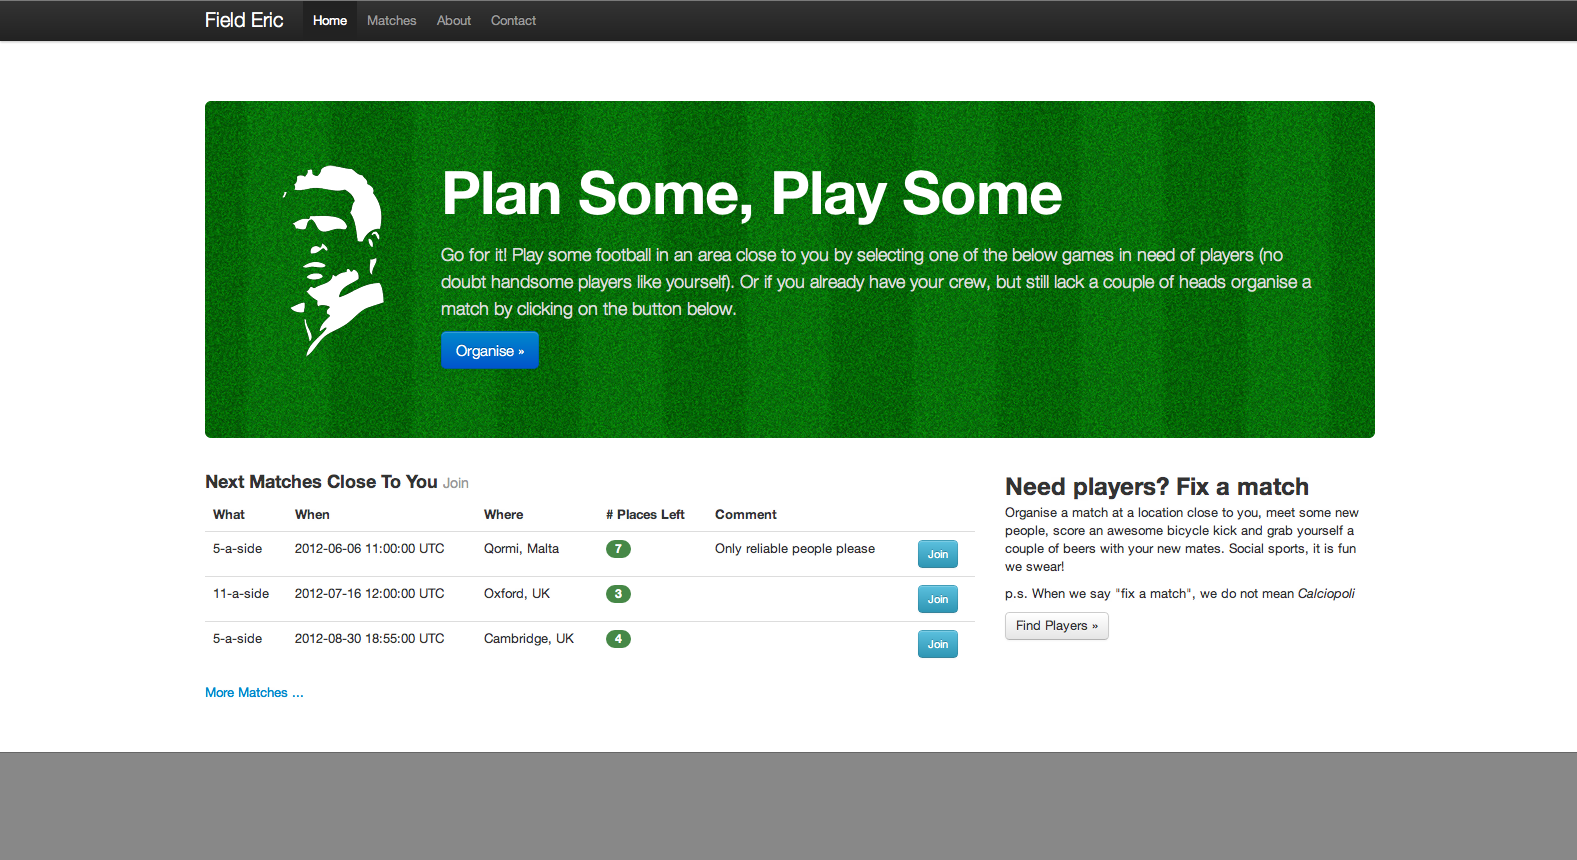 Field Eric Home Matches About Contact
Plan Some, Play Some
Go for it! Play some football in an area close to you by selecting one of the below games in need of players (no
doubt handsome players like yourself). Or if you already have your crew, but still lack a couple of heads organise a
match by clicking on the button below.
Organise »
Next Matches Close To You Join
What When Where # Places Left Comment
5-a-side 2012-06-06 11:00:00 UTC Qormi, Malta 7 Only reliable people please Join
11-a-side 2012-07-16 12:00:00 UTC Oxford, UK 3 Join
5-a-side 2012-08-30 18:55:00 UTC Cambridge, UK 4 Join
More Matches ...
Need players? Fix a match
Organise a match at a location close to you, meet some new
people, score an awesome bicycle kick and grab yourself a
couple of beers with your new mates. Social sports, it is fun
we swear!
p.s. When we say "fix a match", we do not mean Calciopoli
Find Players »